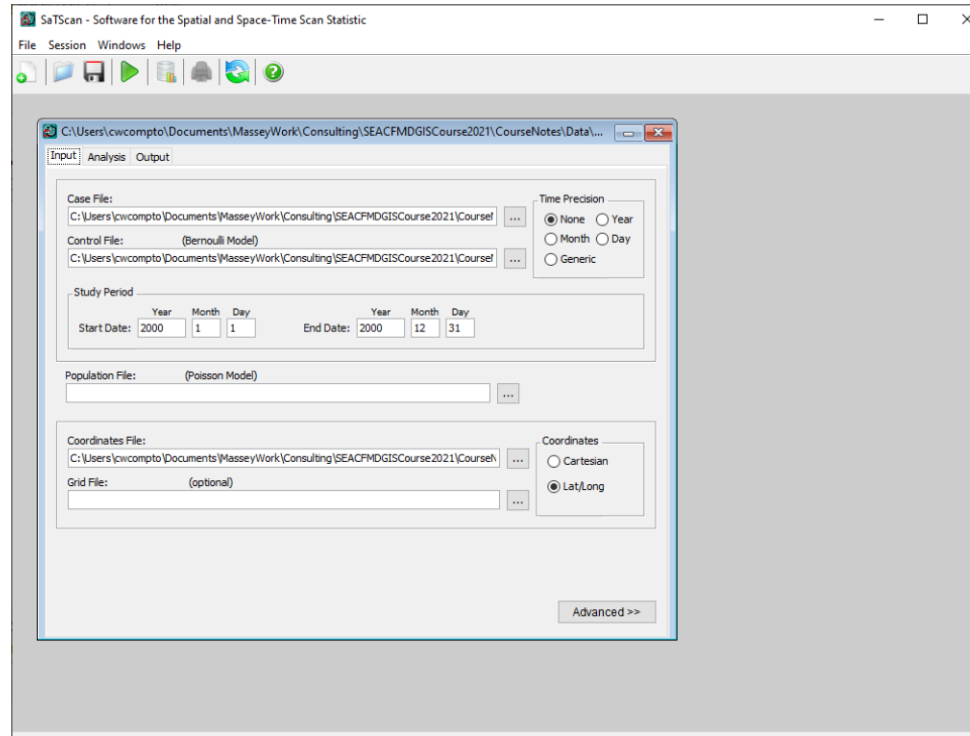 SaTScan - Software for the Spatial and Space-Time Scan Statistic
File Session Windows Help
C:\Users\cwcompto\Documents\MasseyWork\Consulting\SEACFMDGISCourse2021\CourseNotes\Data\...
Input Analysis Output
Case File:
C:\Users\cwcompto\Documents\MasseyWork\Consulting\SEACFMDGISCourse2021\Course
...
Time Precision
None Year
Month Day
Generic
Control File: (Bernoulli Model)
C:\Users\cwcompto\Documents\MasseyWork\Consulting\SEACFMDGISCourse2021\Course
...
Study Period
Year Month Day Year Month Day
Start Date: 2000 1 1 End Date: 2000 12 31
Population File: (Poisson Model)
...
Coordinates File:
C:\Users\cwcompto\Documents\MasseyWork\Consulting\SEACFMDGISCourse2021\Course
...
Coordinates
Cartesian
Lat/Long
Grid File: (optional)
...
Advanced >>